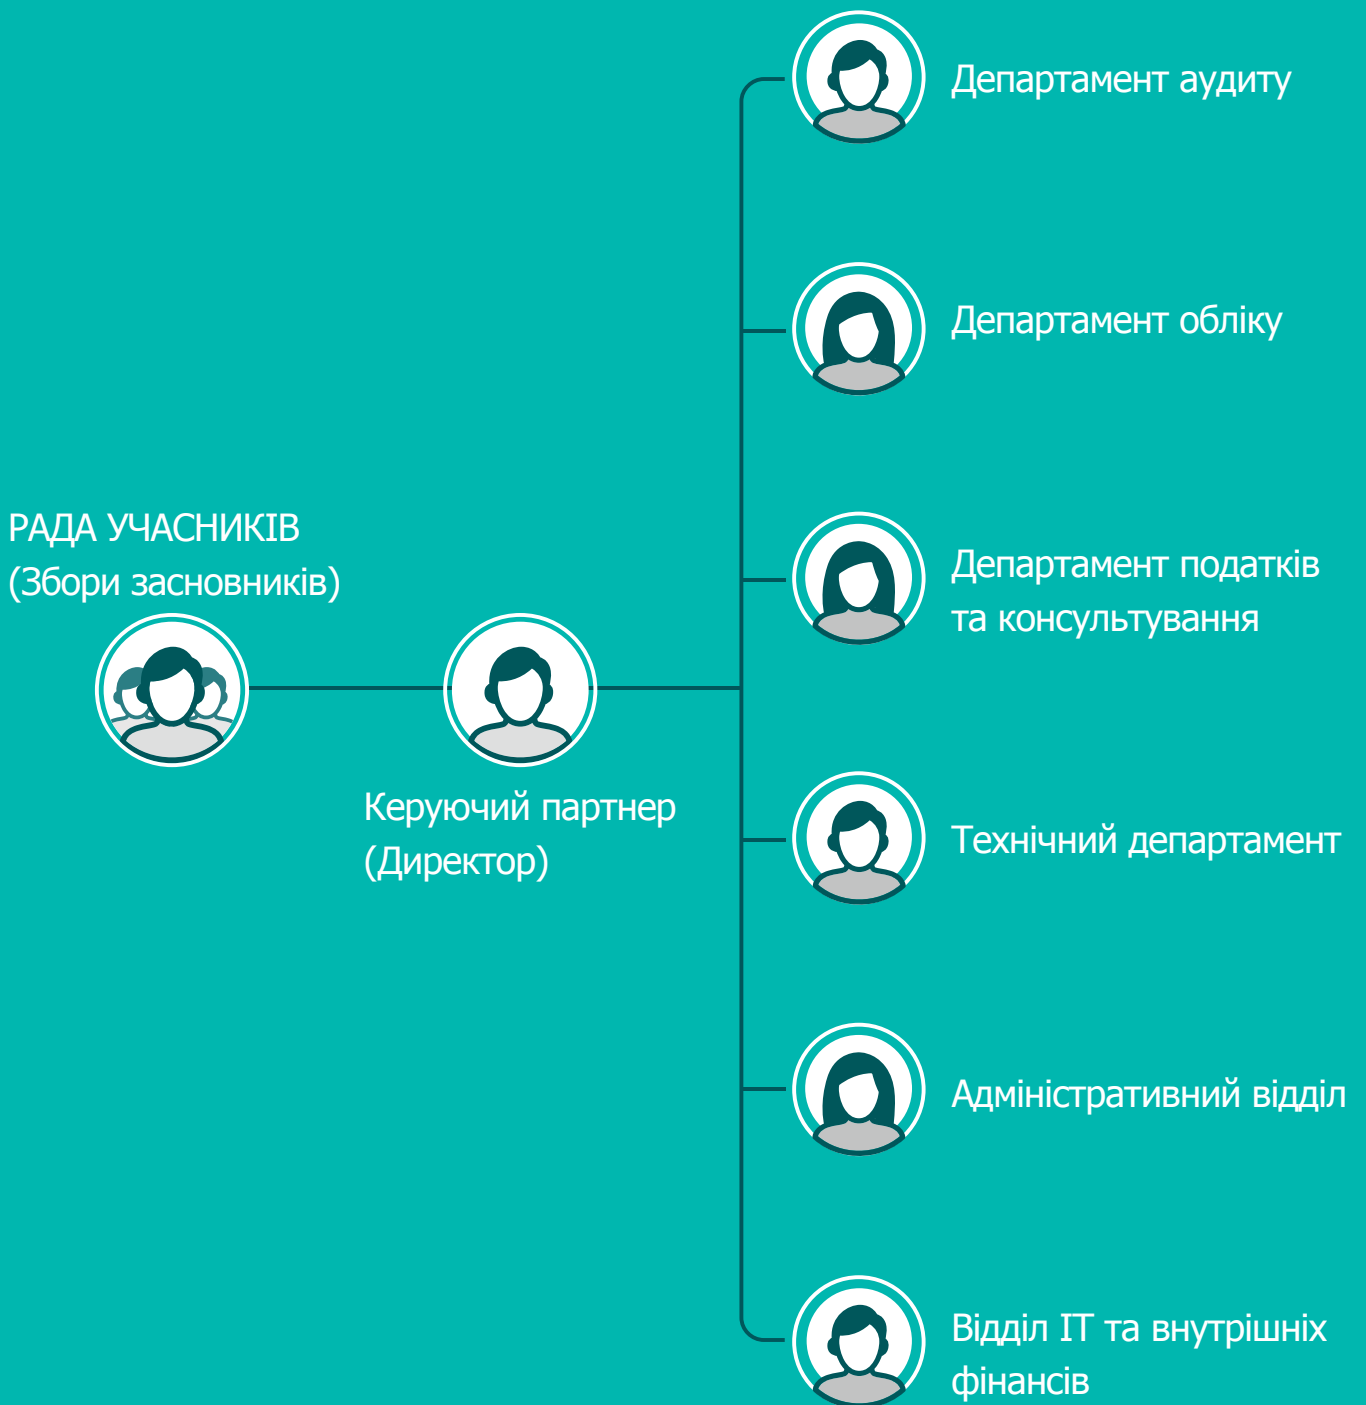 РАДА УЧАСНИКІВ
(Збори засновників)
Керуючий партнер
(Директор)
Департамент аудиту
Департамент обліку
Департамент податків
та консультування
Технічний департамент
Адміністративний відділ
Відділ ІТ та внутрішніх
фінансів